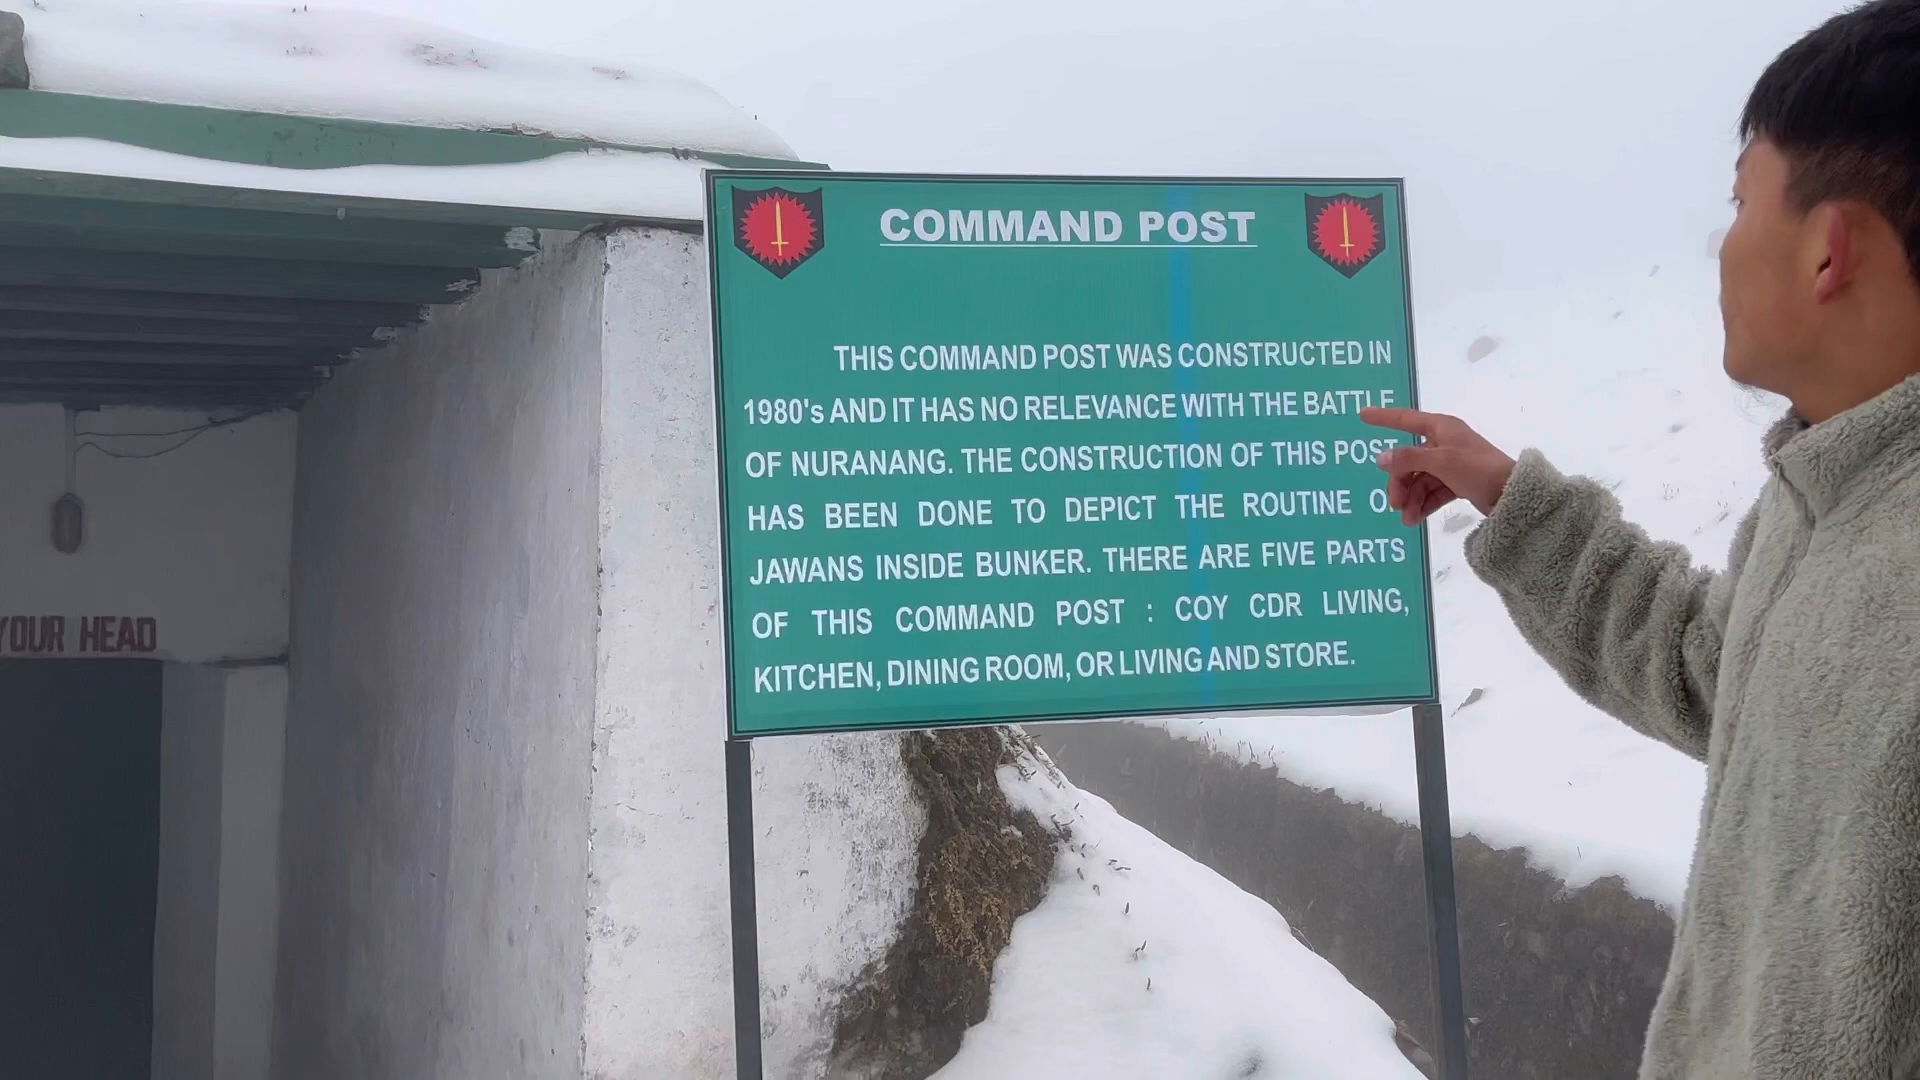 COMMAND POST
THIS COMMAND POST WAS CONSTRUCTED IN
1980's AND IT HAS NO RELEVANCE WITH THE BATTLE
OF NURANANG. THE CONSTRUCTION OF THIS POST
HAS BEEN DONE TO DEPICT THE ROUTINE OF
JAWANS INSIDE BUNKER. THERE ARE FIVE PARTS
OF THIS COMMAND POST : COY CDR LIVING,
KITCHEN, DINING ROOM, OR LIVING AND STORE.
YOUR HEAD